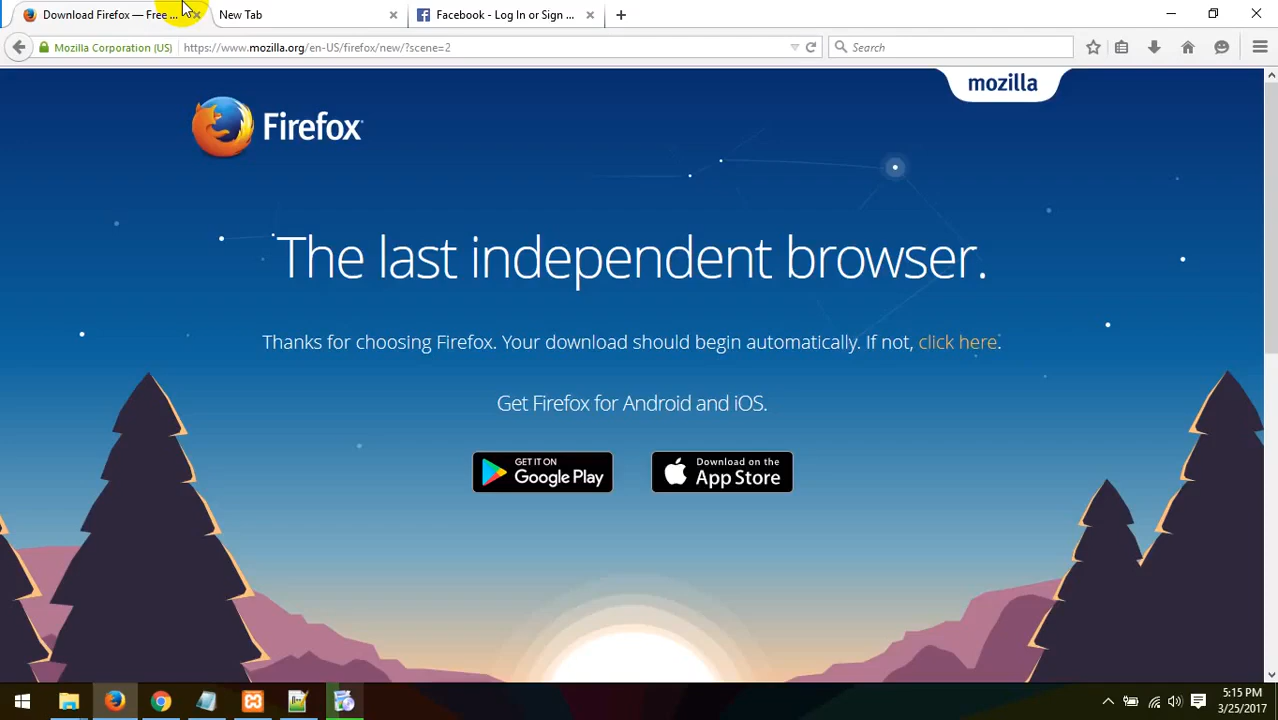 Download Firefox — Free ...
New Tab
Facebook - Log In or Sign ...
Mozilla Corporation (US)
https://www.mozilla.org/en-US/firefox/new/?scene=2
Search
mozilla
Firefox
The last independent browser.
Thanks for choosing Firefox. Your download should begin automatically. If not, click here.
Get Firefox for Android and iOS.
GET IT ON
Google Play
Download on the
App Store
5:15 PM
3/25/2017